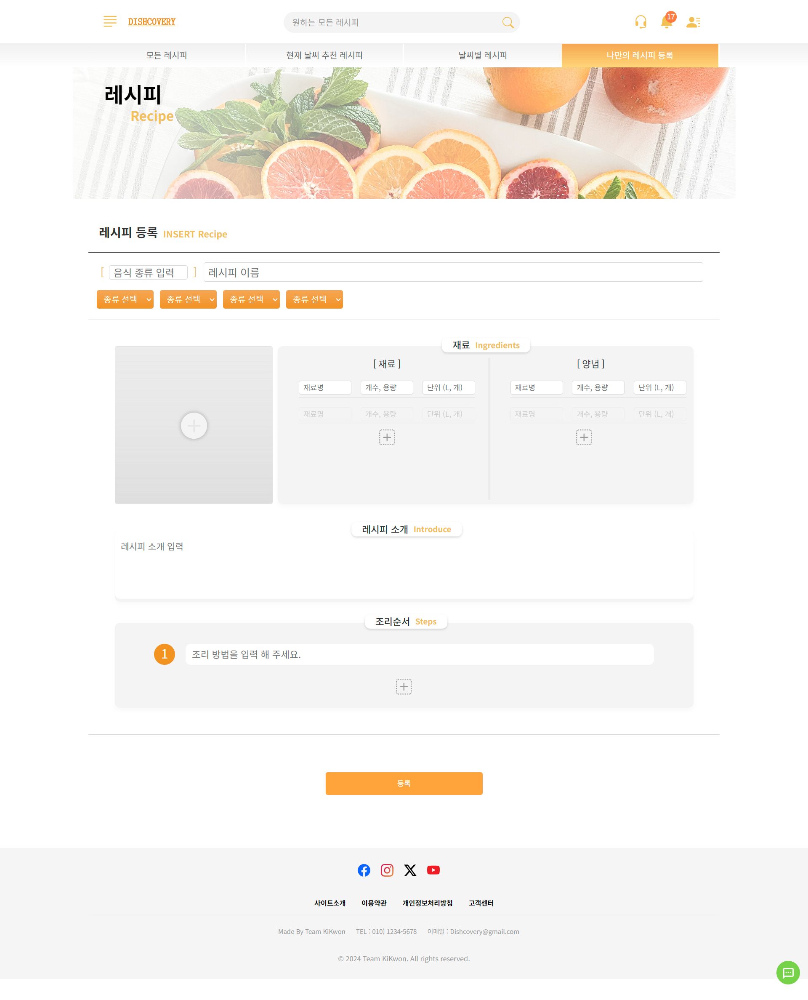 DISHCOVERY
원하는 모든 레시피
17
모든 레시피
현재 날씨 추천 레시피
날씨별 레시피
나만의 레시피 등록
레시피
Recipe
레시피 등록 INSERT Recipe
[ 음식 종류 입력 ] 레시피 이름
종류 선택 종류 선택 종류 선택 종류 선택
재료 Ingredients
[ 재료 ]
재료명 개수, 용량 단위 (L, 개)
재료명 개수, 용량 단위 (L, 개)
[ 양념 ]
재료명 개수, 용량 단위 (L, 개)
재료명 개수, 용량 단위 (L, 개)
레시피 소개 Introduce
레시피 소개 입력
조리순서 Steps
1 조리 방법을 입력 해 주세요.
등록
사이트소개 이용약관 개인정보처리방침 고객센터
Made By Team KiKwon TEL : 010) 1234-5678 이메일 : Dishcovery@gmail.com
© 2024 Team KiKwon. All rights reserved.